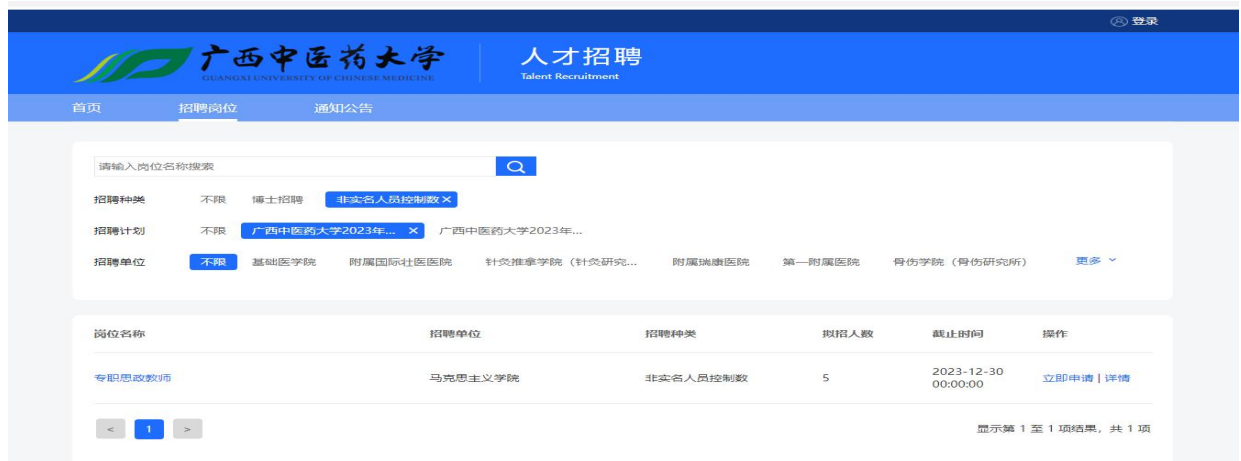 登录
广西中医药大学
GUANGXI UNIVERSITY OF CHINESE MEDICINE
人才招聘
Talent Recruitment
首页 招聘岗位 通知公告
请输入岗位名称搜索
招聘种类 不限 博士招聘 非实名人员控制数×
招聘计划 不限 广西中医药大学2023年... × 广西中医药大学2023年...
招聘单位 不限 基础医学院 附属国际壮医医院 针灸推拿学院（针灸研究... 附属瑞康医院 第一附属医院 骨伤学院（骨伤研究所） 更多
岗位名称 招聘单位 招聘种类 拟招人数 截止时间 操作
专职思政教师 马克思主义学院 非实名人员控制数 5 2023-12-30 00:00:00 立即申请 | 详情
< 1 > 显示第 1 至 1 项结果，共 1 项